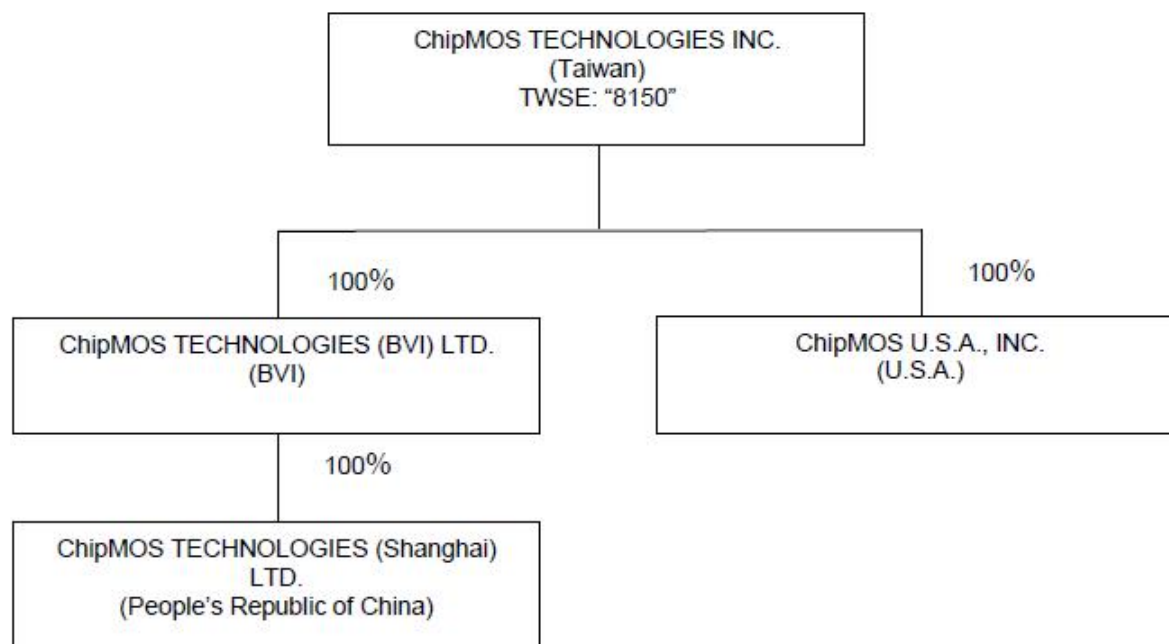 ChipMOS TECHNOLOGIES INC.
(Taiwan)
TWSE: “8150”
100%
100%
ChipMOS TECHNOLOGIES (BVI) LTD.
(BVI)
ChipMOS U.S.A., INC.
(U.S.A.)
100%
ChipMOS TECHNOLOGIES (Shanghai)
LTD.
(People’s Republic of China)